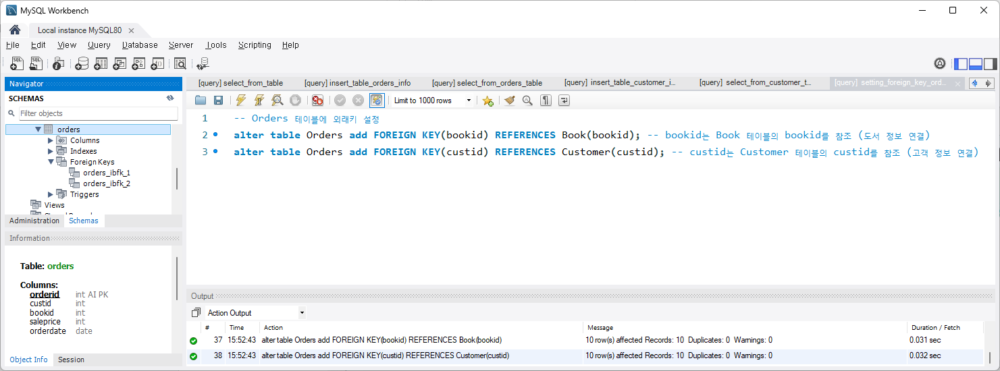 MySQL Workbench
Local instance MySQL80
File Edit View Query Database Server Tools Scripting Help
Navigator
SCHEMAS
Filter objects
orders
Columns
Indexes
Foreign Keys
orders_ibfk_1
orders_ibfk_2
Triggers
Views
Administration Schemas
Information
Table: orders
Columns:
orderid int AI PK
custid int
bookid int
saleprice int
orderdate date
Object Info Session
[query] select_from_table [query] insert_table_orders_info [query] select_from_orders_table [query] insert_table_customer_i... [query] select_from_customer_t... [query] setting_foreign_key_ord...
Limit to 1000 rows
1 -- Orders 테이블에 외래키 설정
2 alter table Orders add FOREIGN KEY(bookid) REFERENCES Book(bookid); -- bookid는 Book 테이블의 bookid를 참조 (도서 정보 연결)
3 alter table Orders add FOREIGN KEY(custid) REFERENCES Customer(custid); -- custid는 Customer 테이블의 custid를 참조 (고객 정보 연결)
Output
Action Output
# Time Action Message Duration / Fetch
37 15:52:43 alter table Orders add FOREIGN KEY(bookid) REFERENCES Book(bookid) 10 row(s) affected Records: 10 Duplicates: 0 Warnings: 0 0.031 sec
38 15:52:43 alter table Orders add FOREIGN KEY(custid) REFERENCES Customer(custid) 10 row(s) affected Records: 10 Duplicates: 0 Warnings: 0 0.032 sec